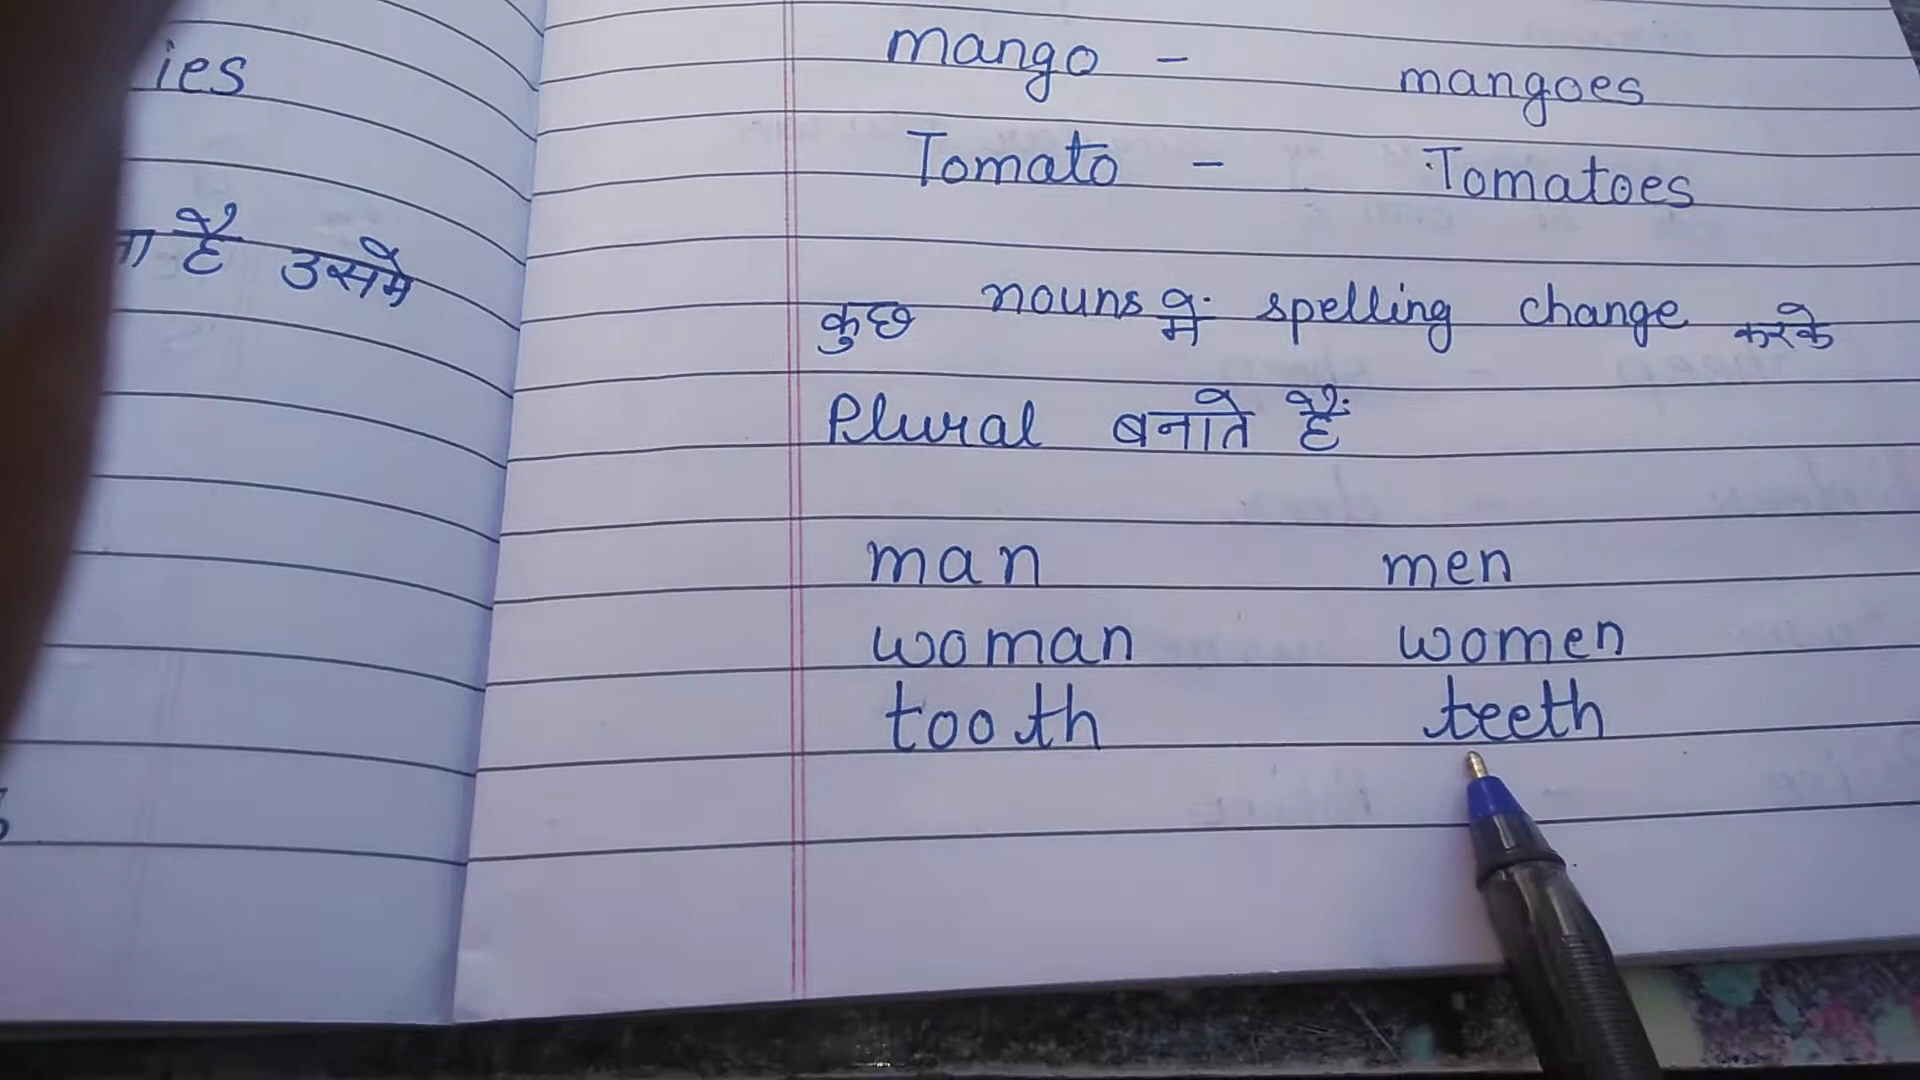 ies
है उसमे
mango - mangoes
Tomato - Tomatoes
कुछ nouns में spelling change करके
Plural बनाते हैं
man men
woman women
tooth teeth